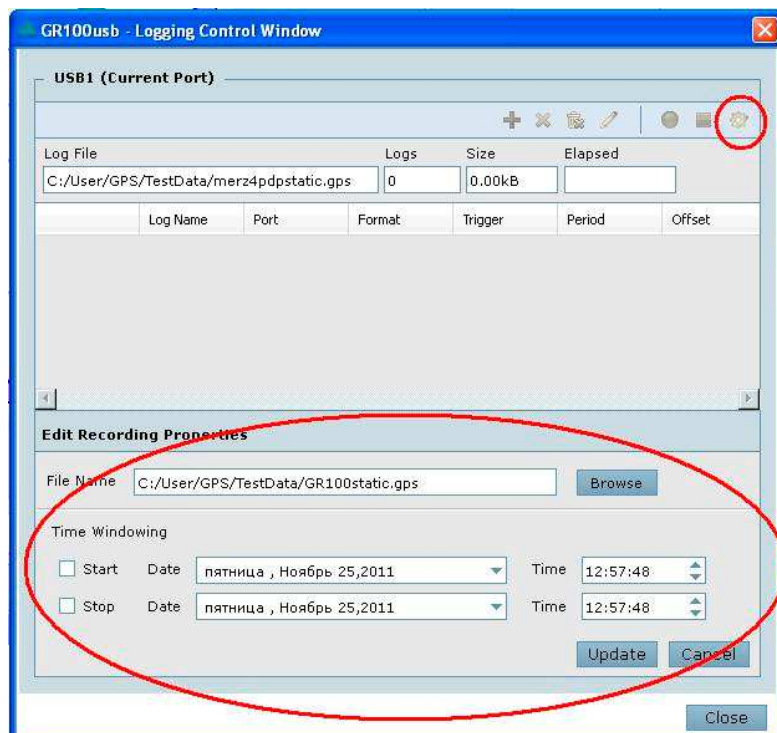 GR100usb - Logging Control Window
USB1 (Current Port)
Log File Logs Size Elapsed
C:/User/GPS/TestData/merz4pdpstatic.gps 0 0.00kB
Log Name Port Format Trigger Period Offset
Edit Recording Properties
File Name C:/User/GPS/TestData/GR100static.gps Browse
Time Windowing
Start Date пятница , Ноябрь 25,2011 Time 12:57:48
Stop Date пятница , Ноябрь 25,2011 Time 12:57:48
Update Cancel
Close